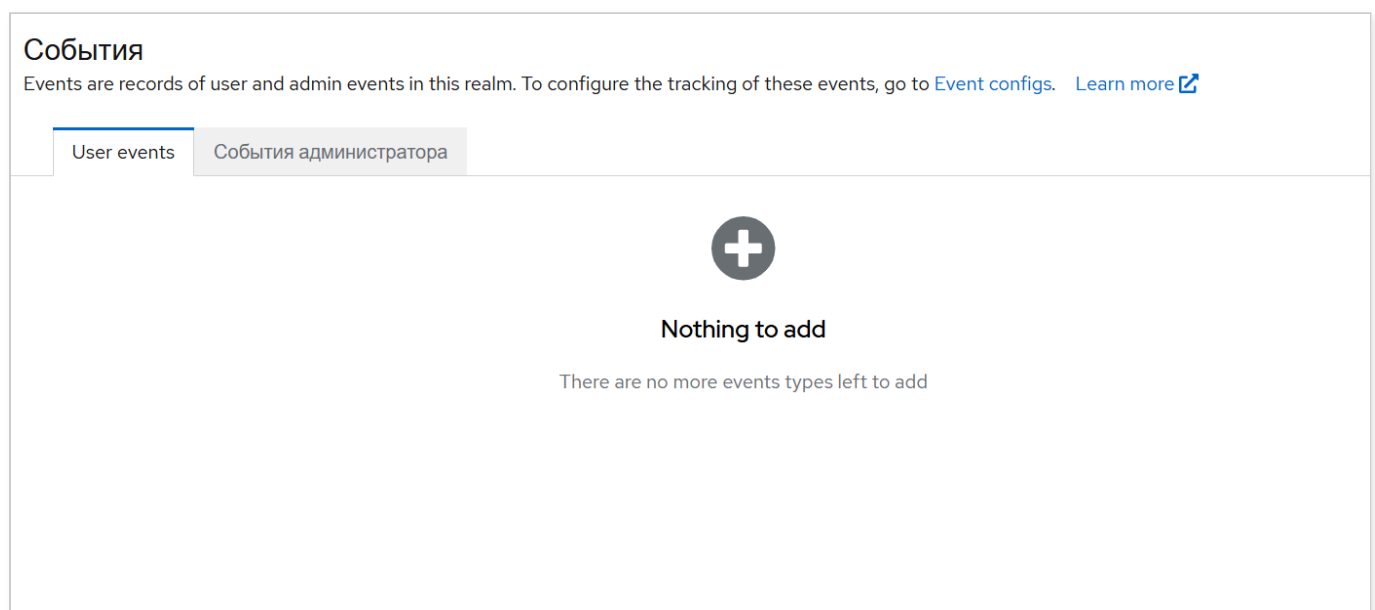 События
Events are records of user and admin events in this realm. To configure the tracking of these events, go to Event configs. Learn more
User events
События администратора
Nothing to add
There are no more events types left to add